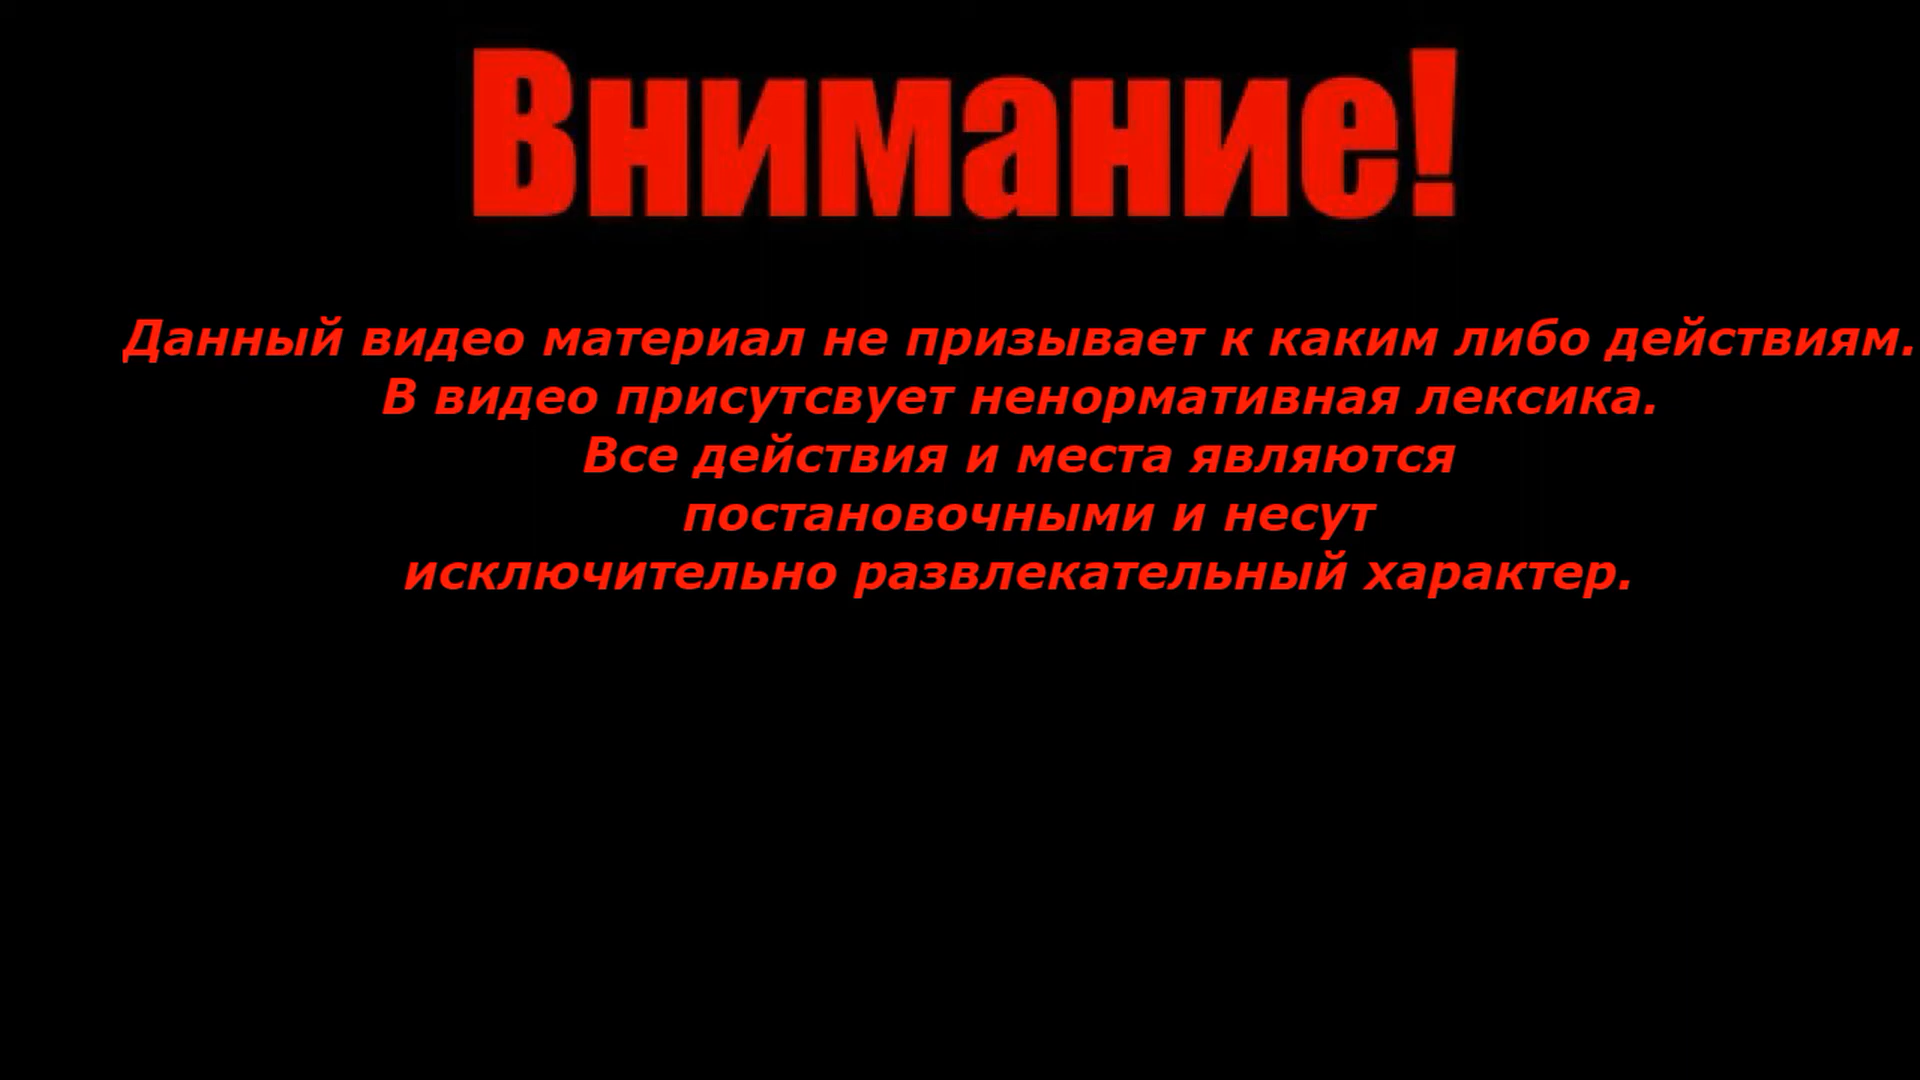 Внимание!
Данный видео материал не призывает к каким либо действиям.
В видео присутсвует ненормативная лексика.
Все действия и места являются
постановочными и несут
исключительно развлекательный характер.